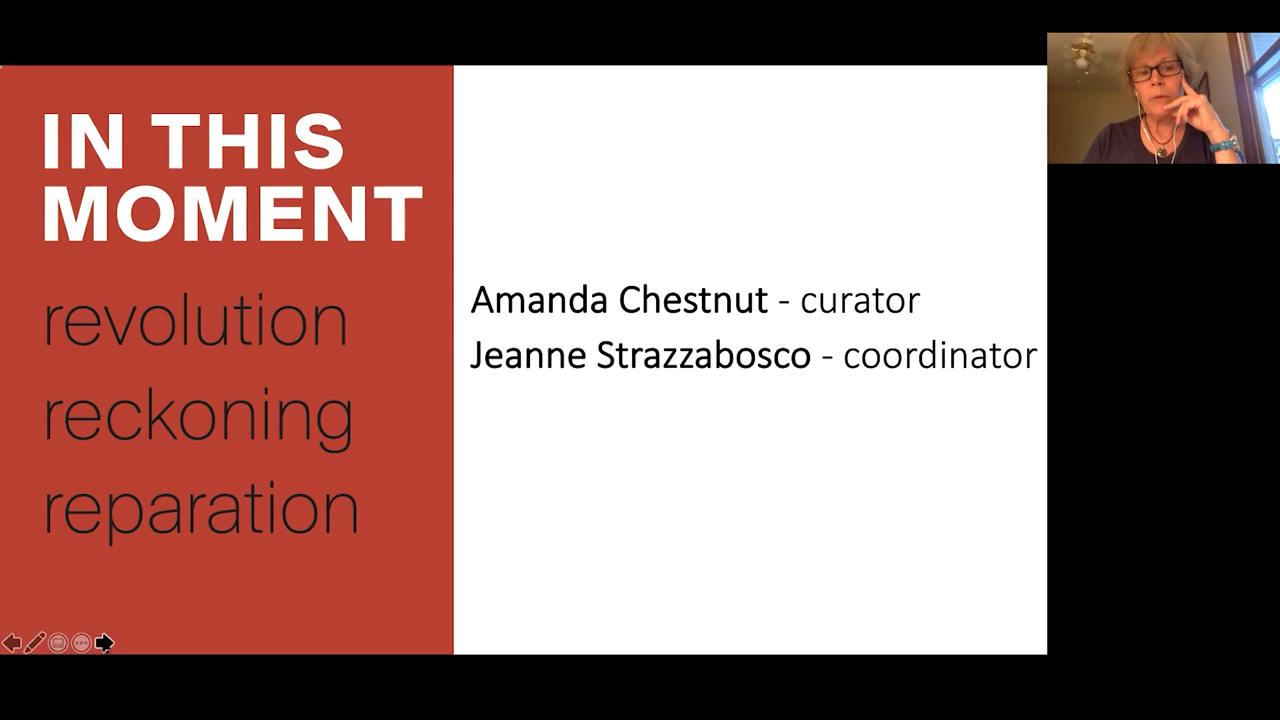 IN THIS
MOMENT
revolution
reckoning
reparation
Amanda Chestnut - curator
Jeanne Strazzabosco - coordinator